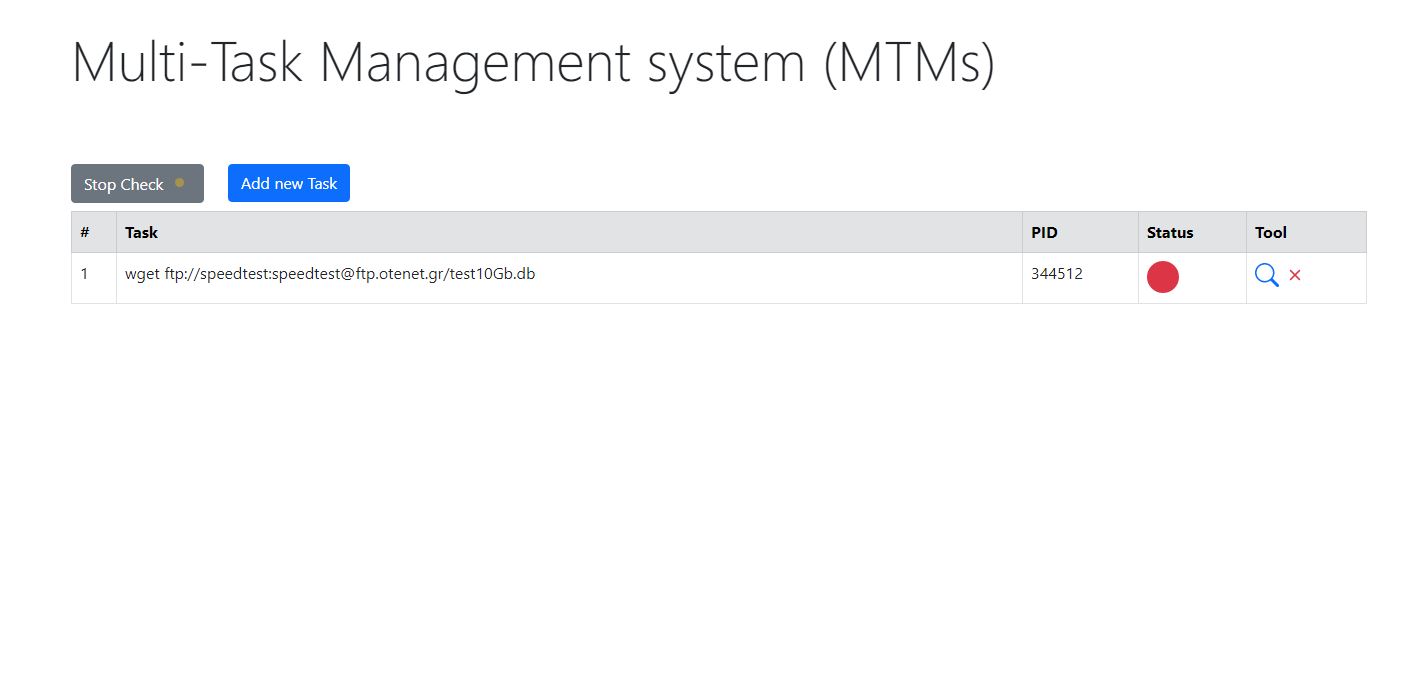 Multi-Task Management system (MTMs)
Stop Check Add new Task
# Task PID Status Tool
1 wget ftp://speedtest:speedtest@ftp.otenet.gr/test10Gb.db 344512